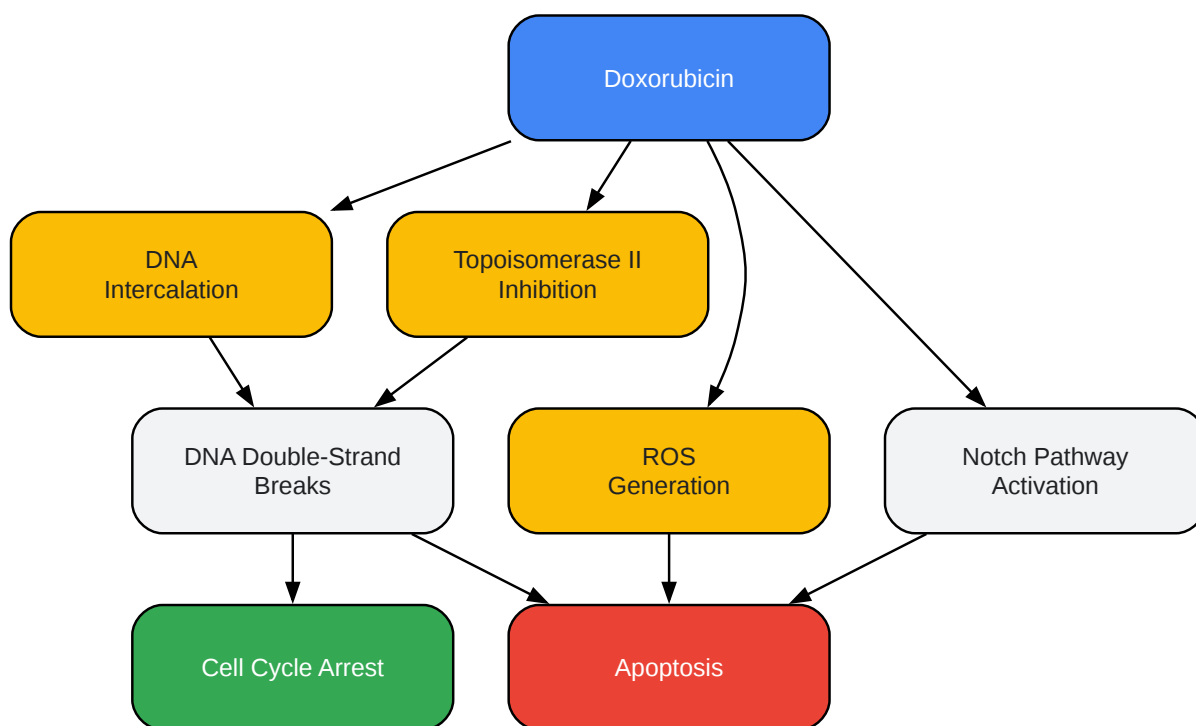 Doxorubicin
DNA
Intercalation
Topoisomerase II
Inhibition
DNA Double-Strand
Breaks
ROS
Generation
Notch Pathway
Activation
Cell Cycle Arrest
Apoptosis